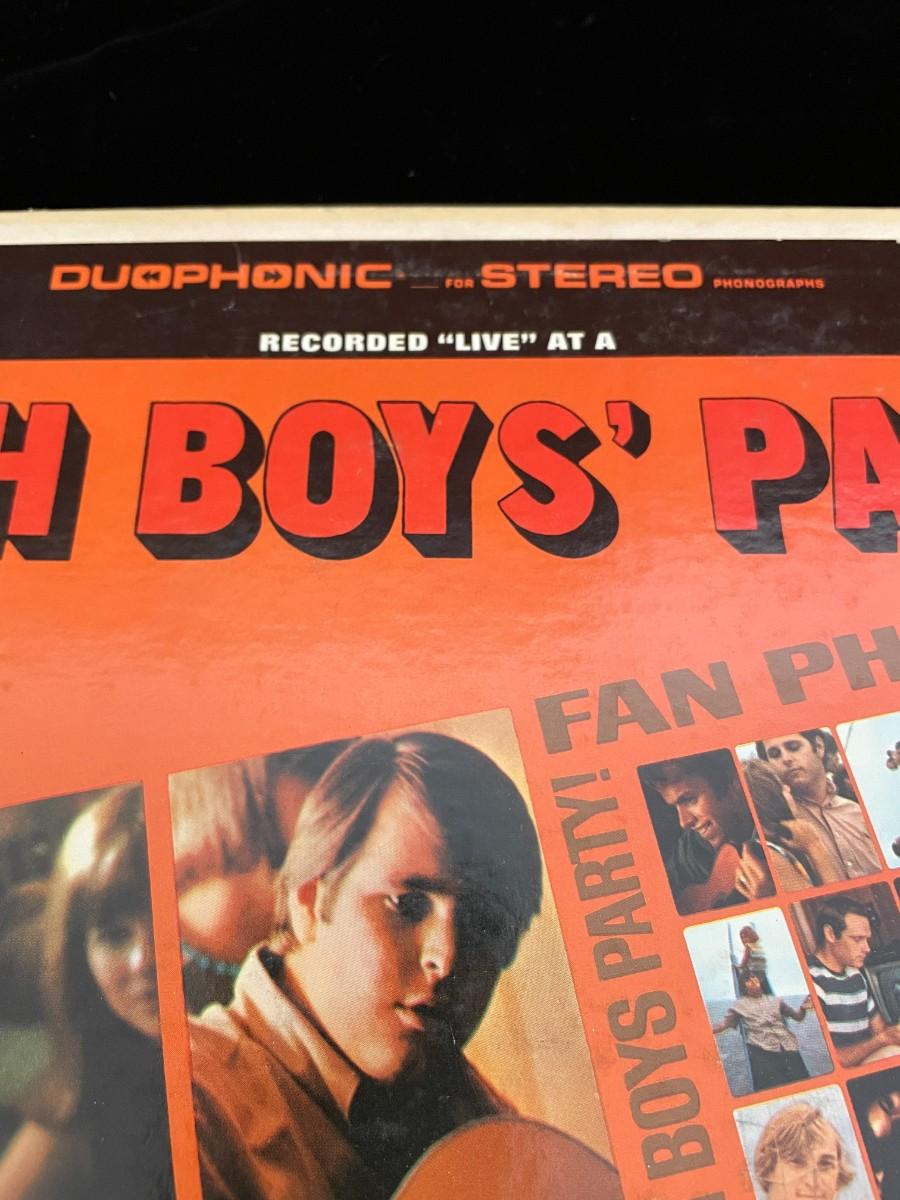 DUOPHONIC FOR STEREO PHONOGRAPHS
RECORDED “LIVE” AT A
H BOYS’ PA
FAN PH
BOYS PARTY!